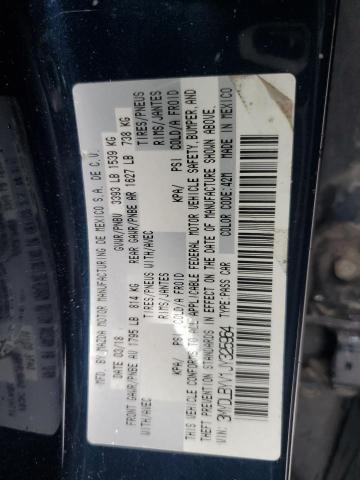 MFD. BY MAZDA MOTOR MANUFACTURING DE MEXICO S.A. DE C.V.
DATE: 03/18 GVWR/PNBV 3393 LB 1539 KG
FRONT GAWR/PNBE AV 1795 LB 814 KG REAR GAWR/PNBE AR 1627 LB 738 KG
WITH/AVEC TIRES/PNEUS WITH/AVEC TIRES/PNEUS
RIMS/JANTES RIMS/JANTES
KPA/ PSI COLD/A FROID KPA/ PSI COLD/A FROID
THIS VEHICLE CONFORMS TO ALL APPLICABLE FEDERAL MOTOR VEHICLE SAFETY, BUMPER, AND
THEFT PREVENTION STANDARDS IN EFFECT ON THE DATE OF MANUFACTURE SHOWN ABOVE.
VIN: TYPE: PASS CAR COLOR CODE: 42M MADE IN MEXICO